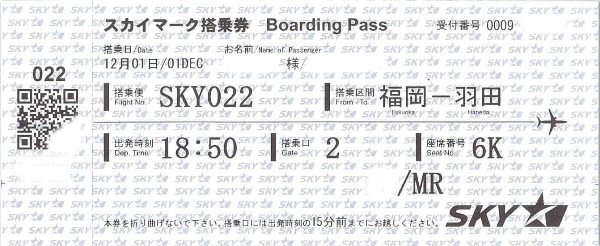 スカイマーク搭乗券 Boarding Pass 受付番号 0009
搭乗日/Date お名前/Name of Passenger
12月01日/01DEC 様/
022
搭乗便 Flight No. SKY022 搭乗区間 From - To 福岡―羽田
Fukuoka Haneda
出発時刻 Dep. Time 18:50 搭乗口 Gate 2 座席番号 Seat No. 6K
/MR
本券を折り曲げないで下さい。搭乗口には出発時刻の15分前までにお越しください。
SKY